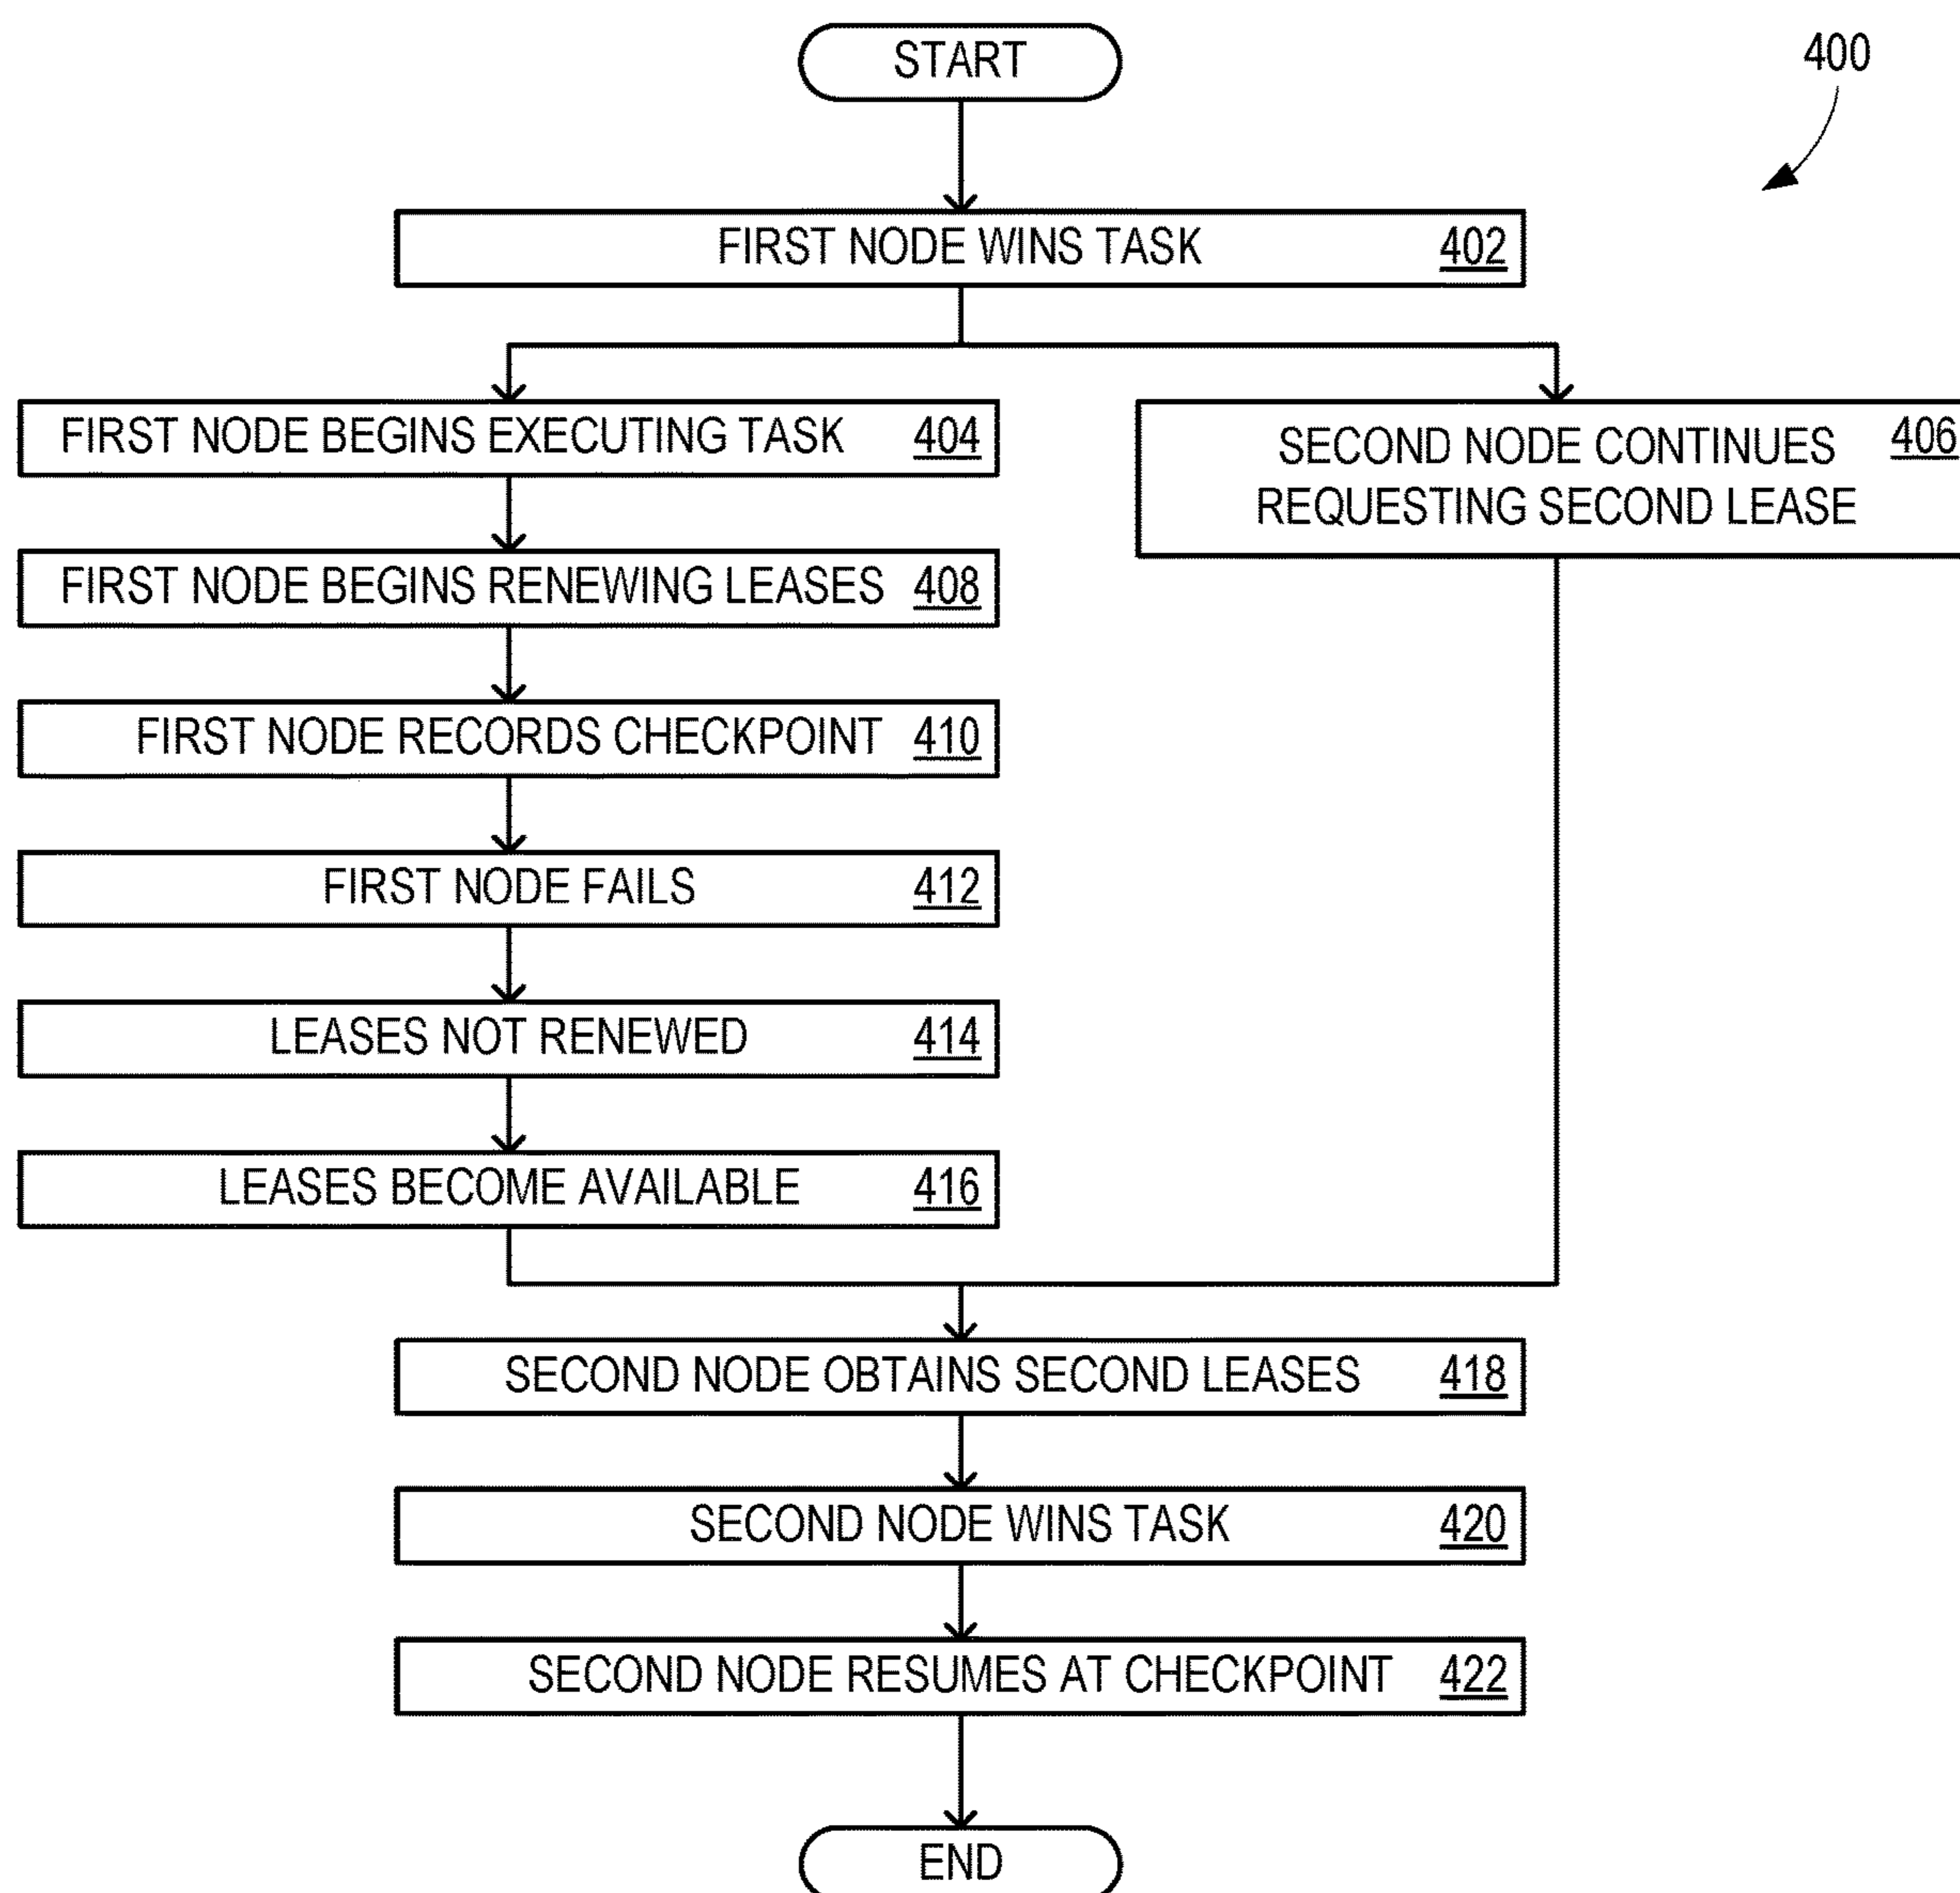 START
400
FIRST NODE WINS TASK 402
FIRST NODE BEGINS EXECUTING TASK 404
SECOND NODE CONTINUES 406
REQUESTING SECOND LEASE
FIRST NODE BEGINS RENEWING LEASES 408
FIRST NODE RECORDS CHECKPOINT 410
FIRST NODE FAILS 412
LEASES NOT RENEWED 414
LEASES BECOME AVAILABLE 416
SECOND NODE OBTAINS SECOND LEASES 418
SECOND NODE WINS TASK 420
SECOND NODE RESUMES AT CHECKPOINT 422
END